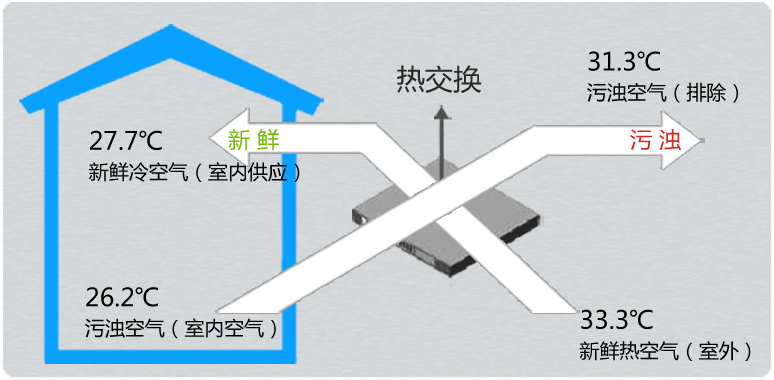 热交换
31.3℃
污浊空气（排除）
27.7℃
新鲜
污浊
新鲜冷空气（室内供应）
26.2℃
污浊空气（室内空气）
33.3℃
新鲜热空气（室外）